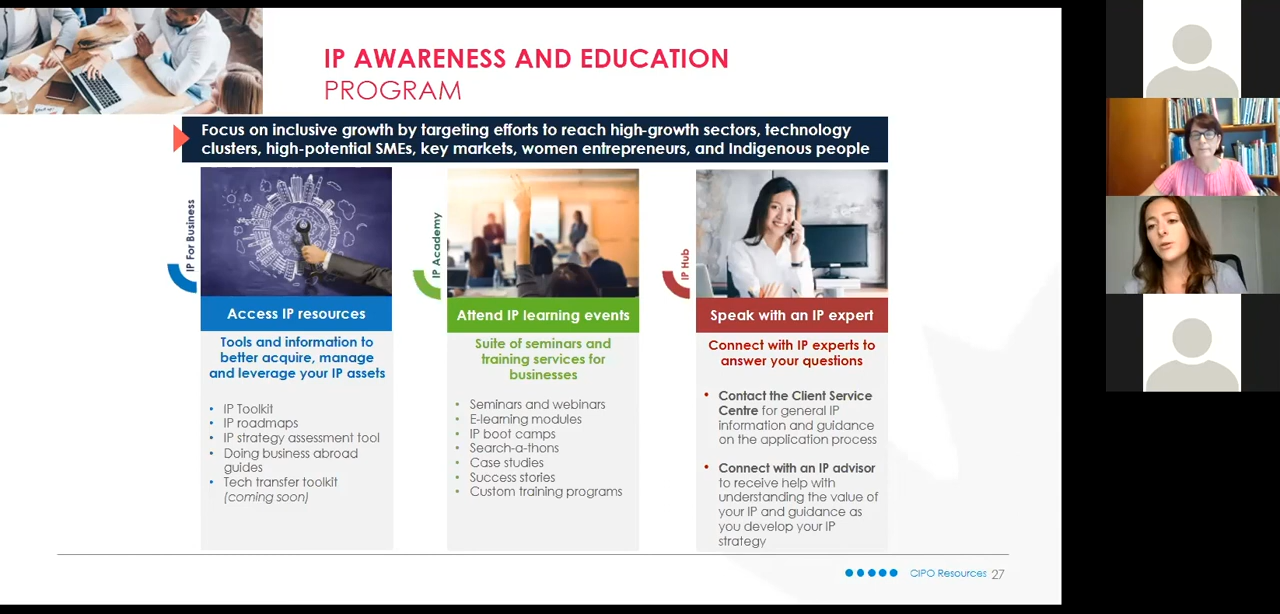 IP AWARENESS AND EDUCATION
PROGRAM
Focus on inclusive growth by targeting efforts to reach high-growth sectors, technology
clusters, high-potential SMEs, key markets, women entrepreneurs, and Indigenous people
IP For Business
Access IP resources
Tools and information to
better acquire, manage
and leverage your IP assets
• IP Toolkit
• IP roadmaps
• IP strategy assessment tool
• Doing business abroad
guides
• Tech transfer toolkit
(coming soon)
IP Academy
Attend IP learning events
Suite of seminars and
training services for
businesses
• Seminars and webinars
• E-learning modules
• IP boot camps
• Search-a-thons
• Case studies
• Success stories
• Custom training programs
IP Hub
Speak with an IP expert
Connect with IP experts to
answer your questions
• Contact the Client Service
Centre for general IP
information and guidance
on the application process
• Connect with an IP advisor
to receive help with
understanding the value of
your IP and guidance as
you develop your IP
strategy
CIPO Resources 27